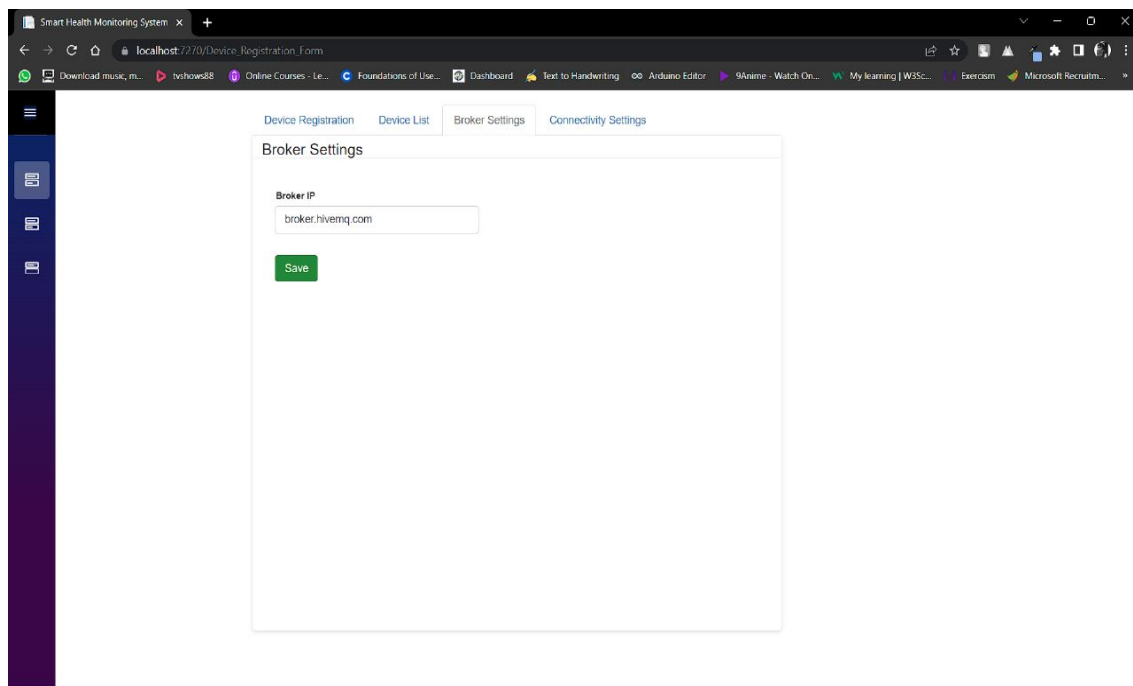 Smart Health Monitoring System
localhost:7270/Device_Registration_Form
Download music, m... tvshows88 Online Courses - Le... Foundations of Use... Dashboard Text to Handwriting Arduino Editor 9Anime - Watch On... My learning | W3Sc... Exercism Microsoft Recruitm... »
Device Registration Device List Broker Settings Connectivity Settings
Broker Settings
Broker IP
broker.hivemq.com
Save